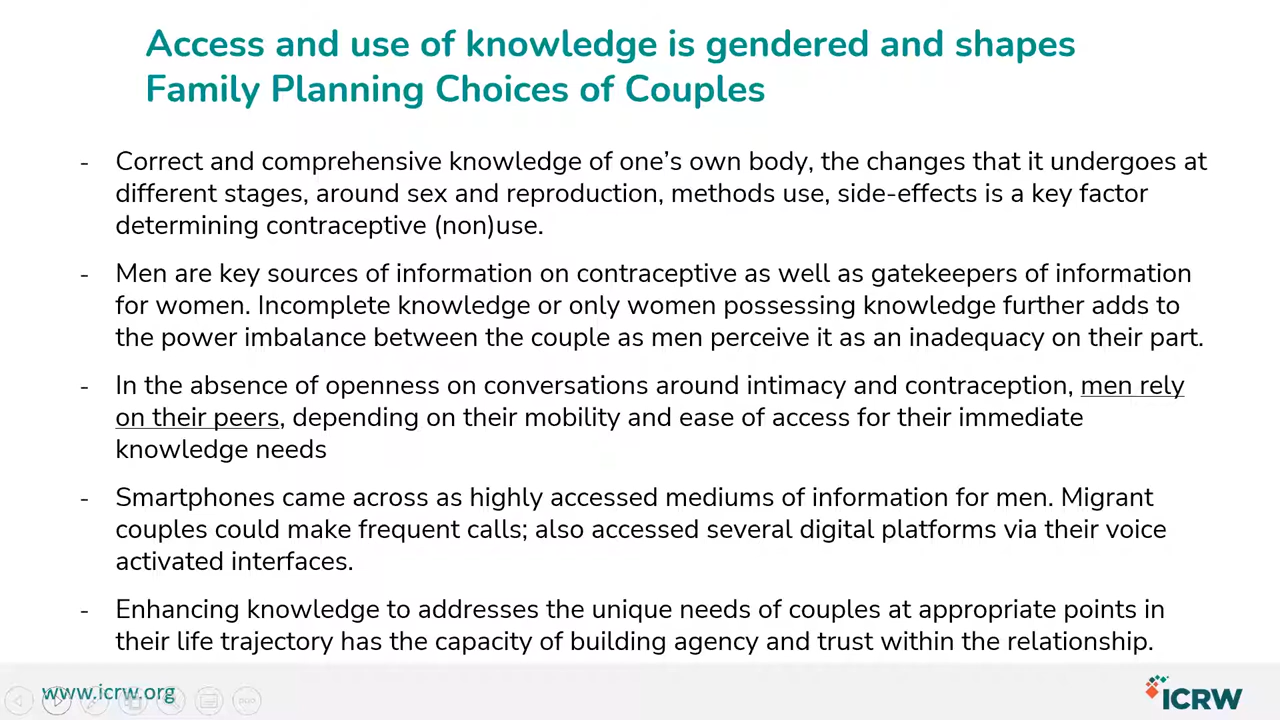 Access and use of knowledge is gendered and shapes
Family Planning Choices of Couples
- Correct and comprehensive knowledge of one’s own body, the changes that it undergoes at
different stages, around sex and reproduction, methods use, side-effects is a key factor
determining contraceptive (non)use.
- Men are key sources of information on contraceptive as well as gatekeepers of information
for women. Incomplete knowledge or only women possessing knowledge further adds to
the power imbalance between the couple as men perceive it as an inadequacy on their part.
- In the absence of openness on conversations around intimacy and contraception, men rely
on their peers, depending on their mobility and ease of access for their immediate
knowledge needs
- Smartphones came across as highly accessed mediums of information for men. Migrant
couples could make frequent calls; also accessed several digital platforms via their voice
activated interfaces.
- Enhancing knowledge to addresses the unique needs of couples at appropriate points in
their life trajectory has the capacity of building agency and trust within the relationship.
www.icrw.org
ICRW